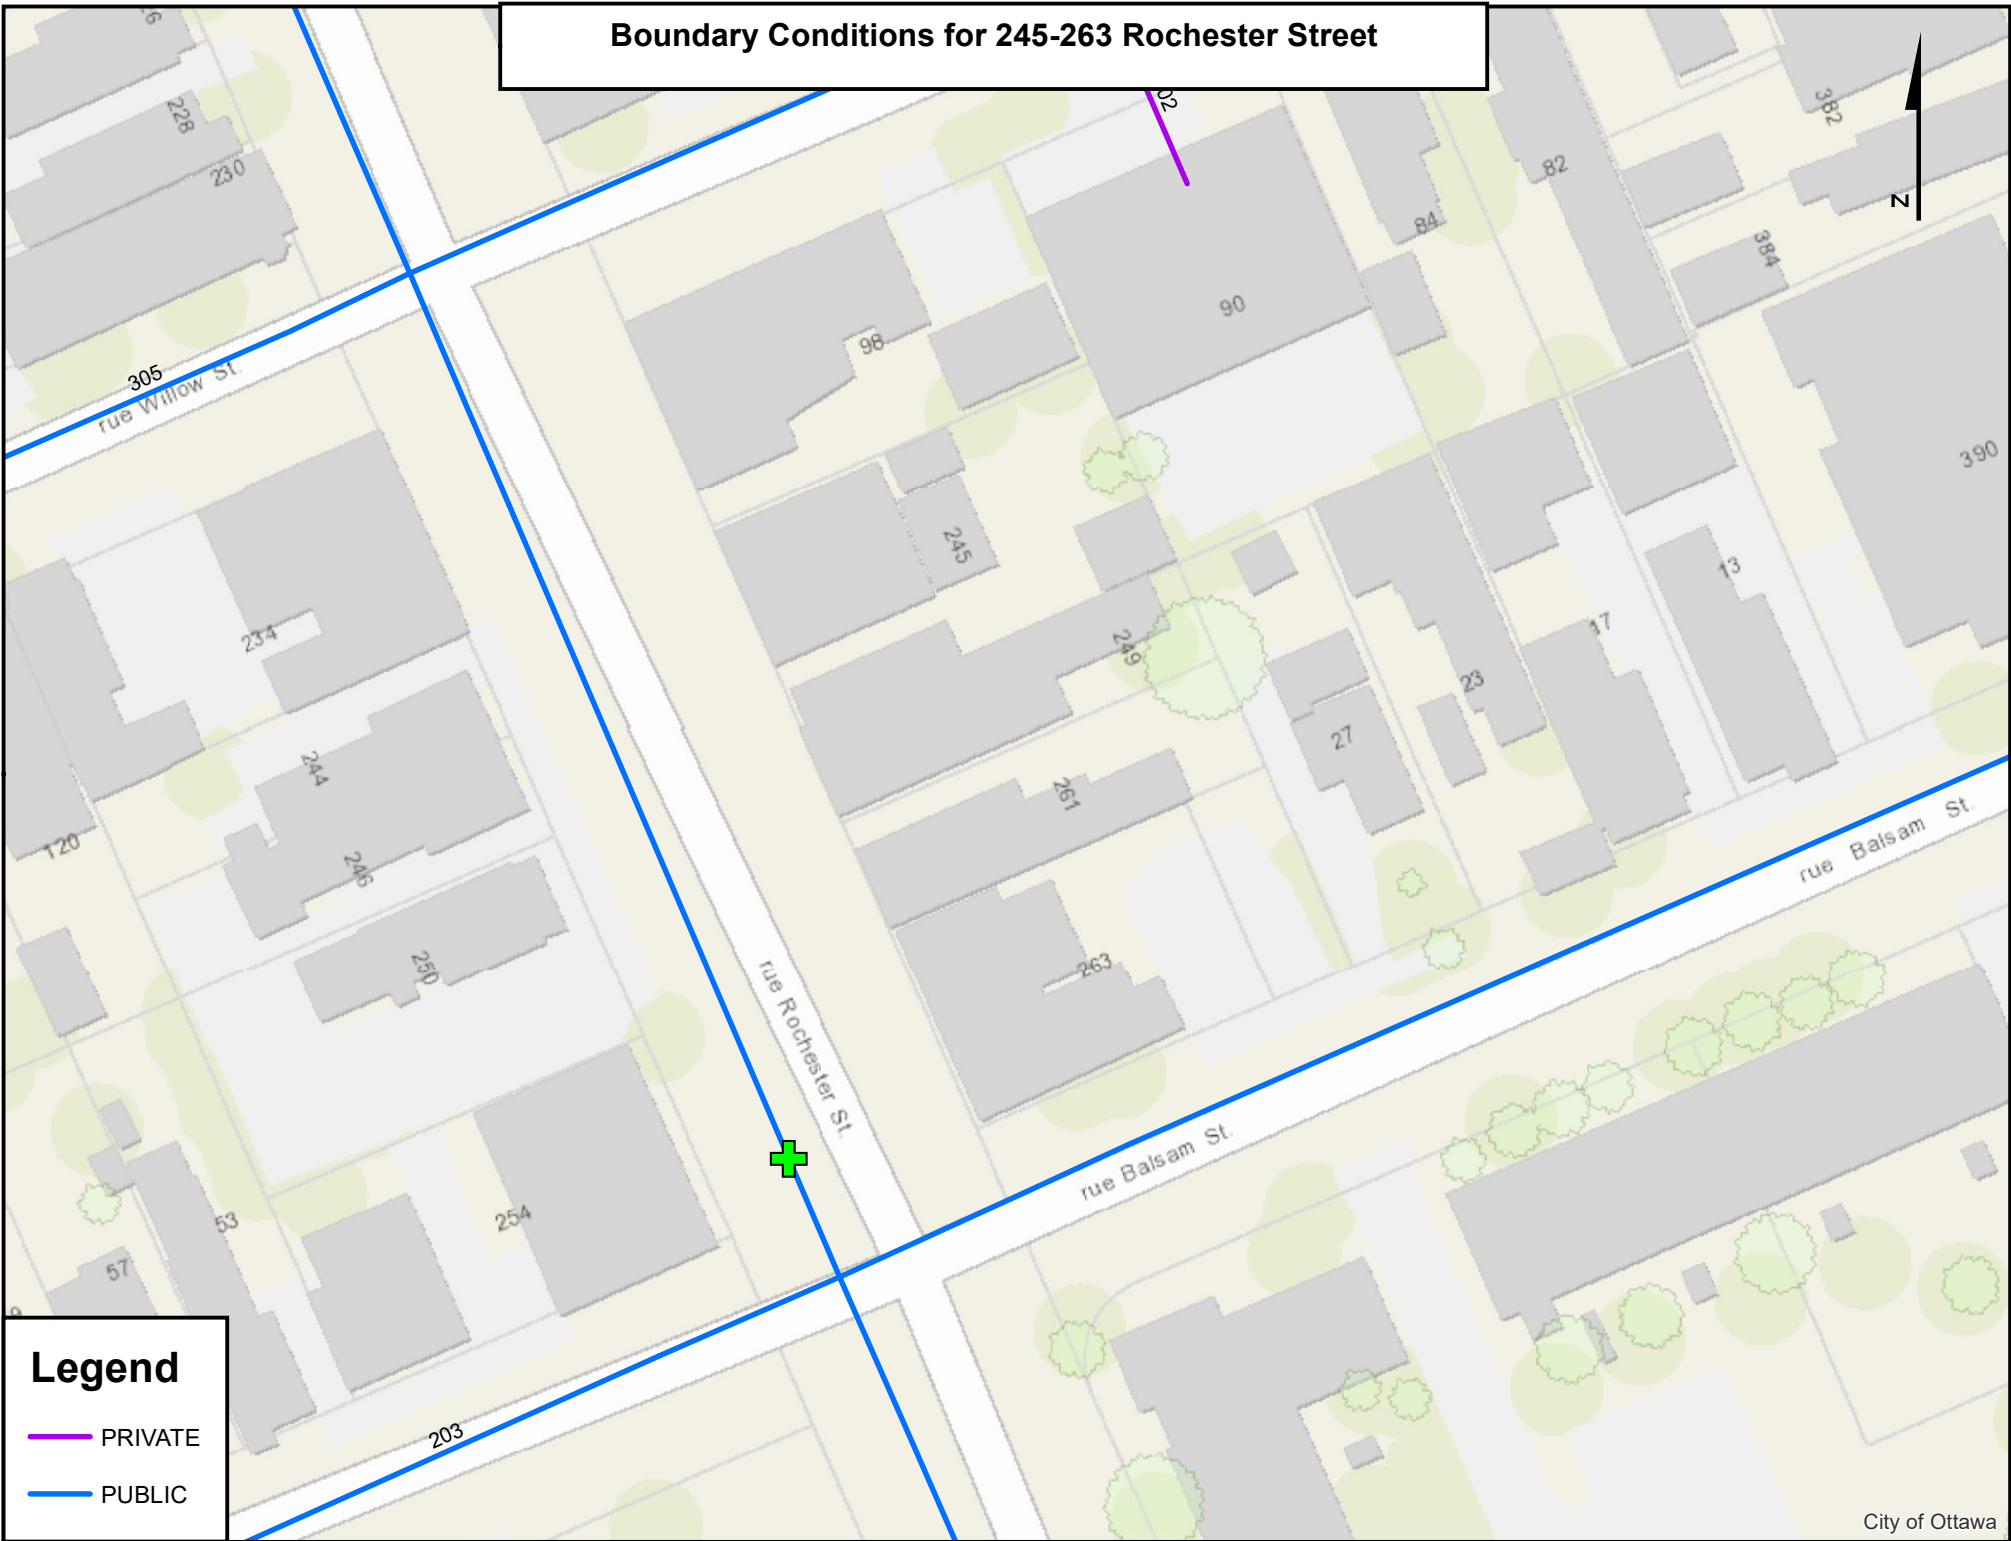 Boundary Conditions for 245-263 Rochester Street
228
230
02
382
82
84
384
N
90
98
305
rue Willow St.
390
245
13
234
249
17
23
27
244
261
120
246
rue Balsam St.
250
263
rue Rochester St.
rue Balsam St.
53
254
57
Legend
PRIVATE
PUBLIC
203
City of Ottawa